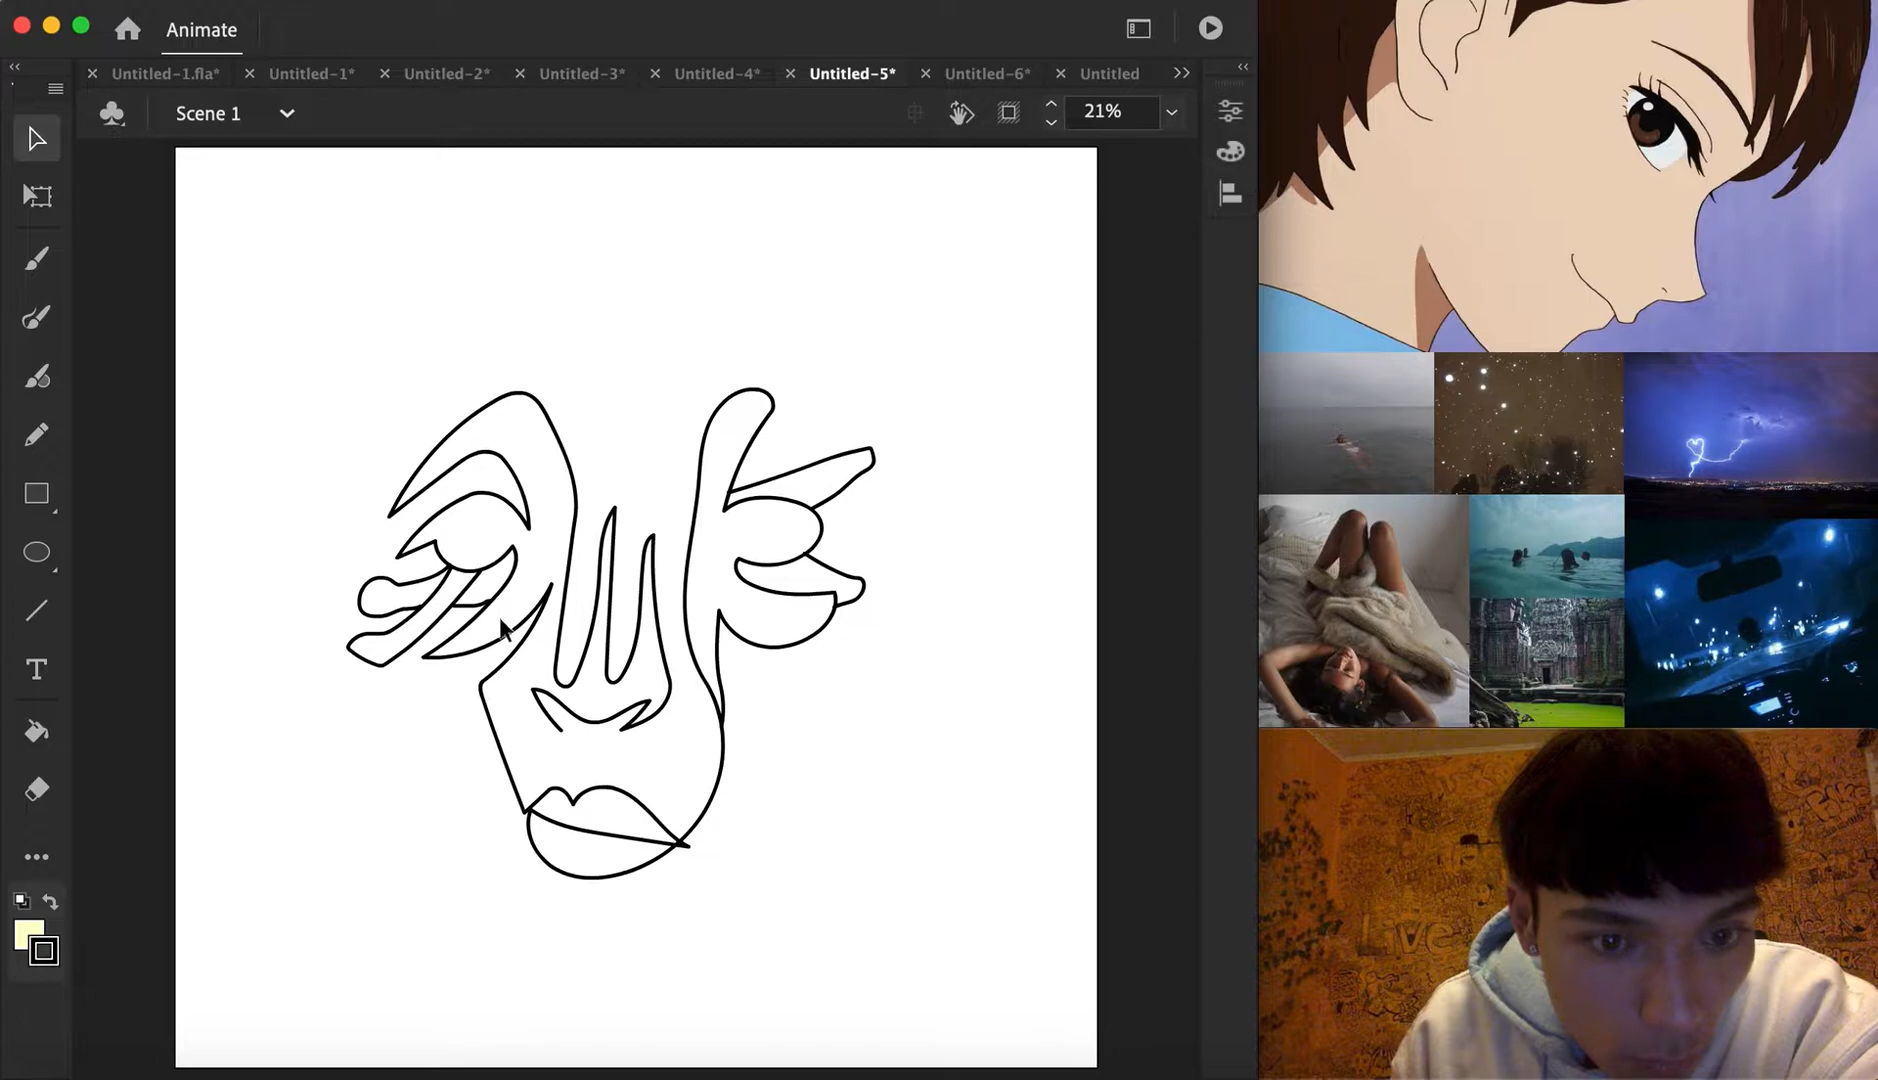 Animate
Untitled-1.fla* Untitled-1* Untitled-2* Untitled-3* Untitled-4* Untitled-5* Untitled-6* Untitled
Scene 1 21%
T
Live